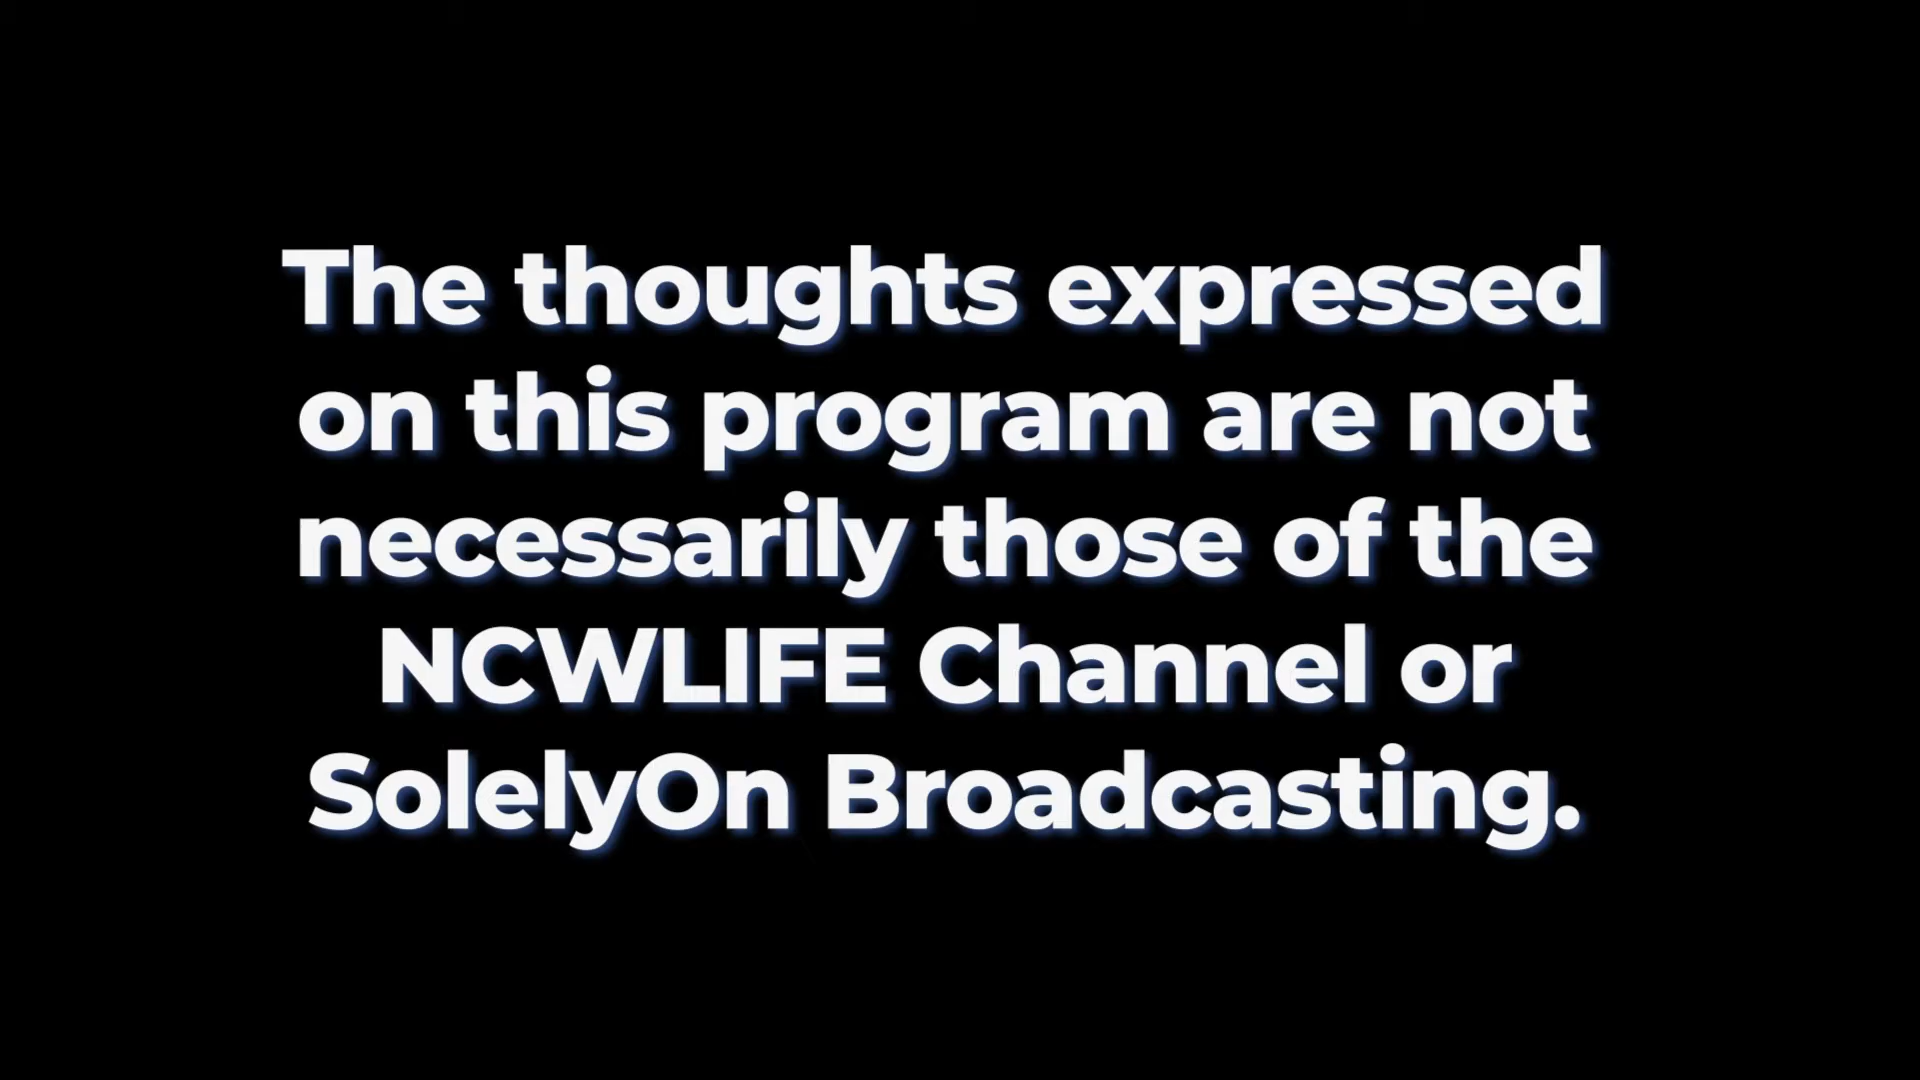 The thoughts expressed
on this program are not
necessarily those of the
NCWLIFE Channel or
SolelyOn Broadcasting.